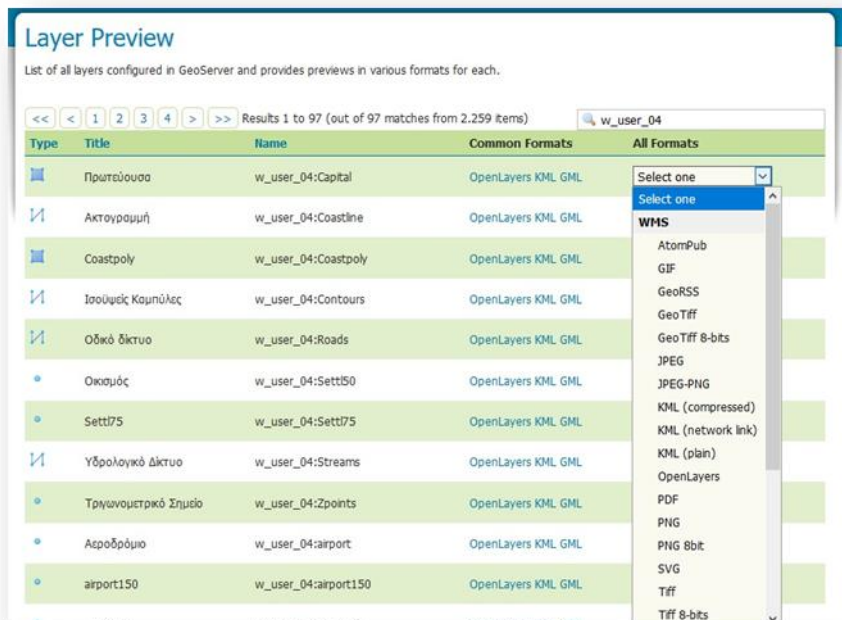 Layer Preview
List of all layers configured in GeoServer and provides previews in various formats for each.
<< < 1 2 3 4 > >> Results 1 to 97 (out of 97 matches from 2.259 items) w_user_04
Type Title Name Common Formats All Formats
Πρωτεύουσα w_user_04:Capital OpenLayers KML GML Select one
Select one
Ακτογραμμή w_user_04:Coastline OpenLayers KML GML WMS
AtomPub
Coastpoly w_user_04:Coastpoly OpenLayers KML GML GIF
GeoRSS
Ισοϋψείς Καμπύλες w_user_04:Contours OpenLayers KML GML GeoTiff
Οδικό δίκτυο w_user_04:Roads OpenLayers KML GML GeoTiff 8-bits
JPEG
Οικισμός w_user_04:Settl50 OpenLayers KML GML JPEG-PNG
KML (compressed)
Settl75 w_user_04:Settl75 OpenLayers KML GML KML (network link)
Υδρολογικό Δίκτυο w_user_04:Streams OpenLayers KML GML KML (plain)
OpenLayers
Τριγωνομετρικό Σημείο w_user_04:Zpoints OpenLayers KML GML PDF
PNG
Αεροδρόμιο w_user_04:airport OpenLayers KML GML PNG 8bit
SVG
airport150 w_user_04:airport150 OpenLayers KML GML Tiff
Tiff 8-bits